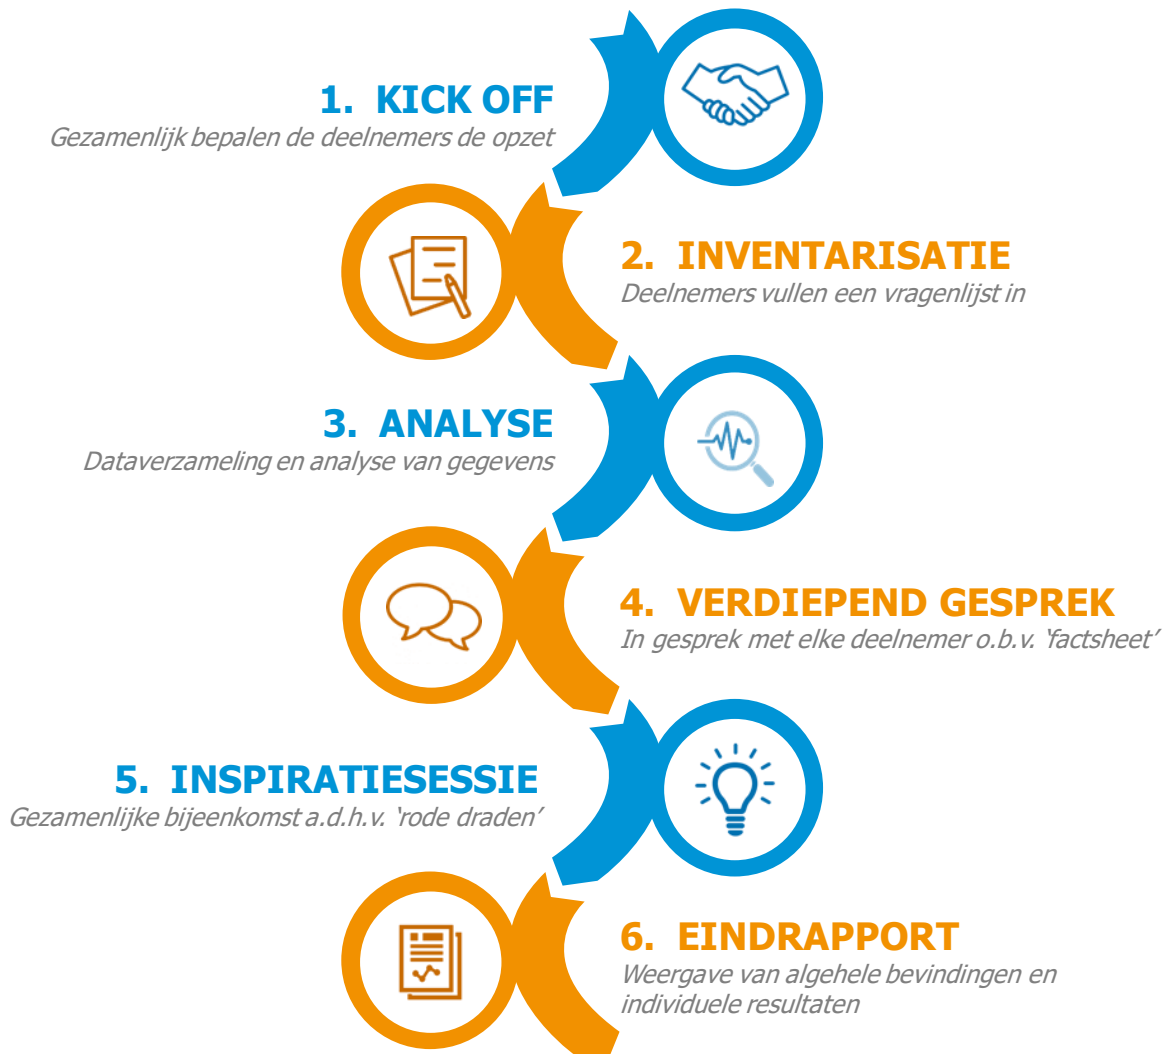 1. KICK OFF
Gezamenlijk bepalen de deelnemers de opzet
2. INVENTARISATIE
Deelnemers vullen een vragenlijst in
3. ANALYSE
Dataverzameling en analyse van gegevens
4. VERDIEPEND GESPREK
In gesprek met elke deelnemer o.b.v. ‘factsheet’
5. INSPIRATIESESSIE
Gezamenlijke bijeenkomst a.d.h.v. ‘rode draden’
6. EINDRAPPORT
Weergave van algehele bevindingen en
individuele resultaten